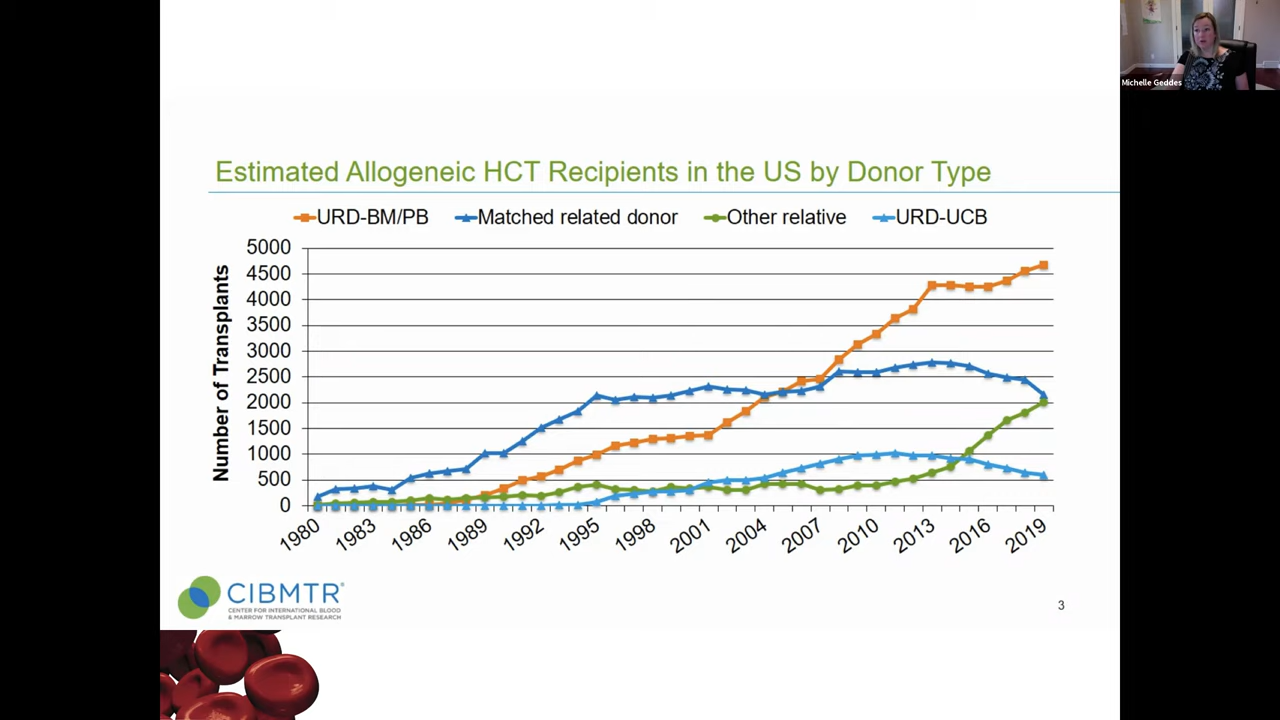 Michelle Geddes
Estimated Allogeneic HCT Recipients in the US by Donor Type
URD-BM/PB Matched related donor Other relative URD-UCB
Number of Transplants
5000
4500
4000
3500
3000
2500
2000
1500
1000
500
0
1980 1983 1986 1989 1992 1995 1998 2001 2004 2007 2010 2013 2016 2019
CIBMTR®
CENTER FOR INTERNATIONAL BLOOD
& MARROW TRANSPLANT RESEARCH
3